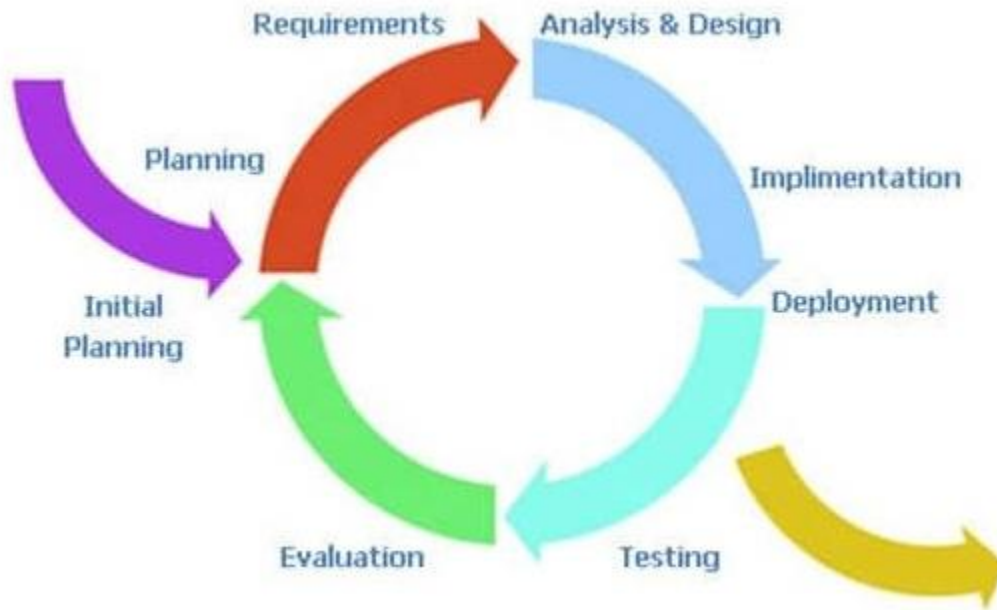 Requirements
Analysis & Design
Planning
Implimentation
Initial
Planning
Deployment
Evaluation
Testing